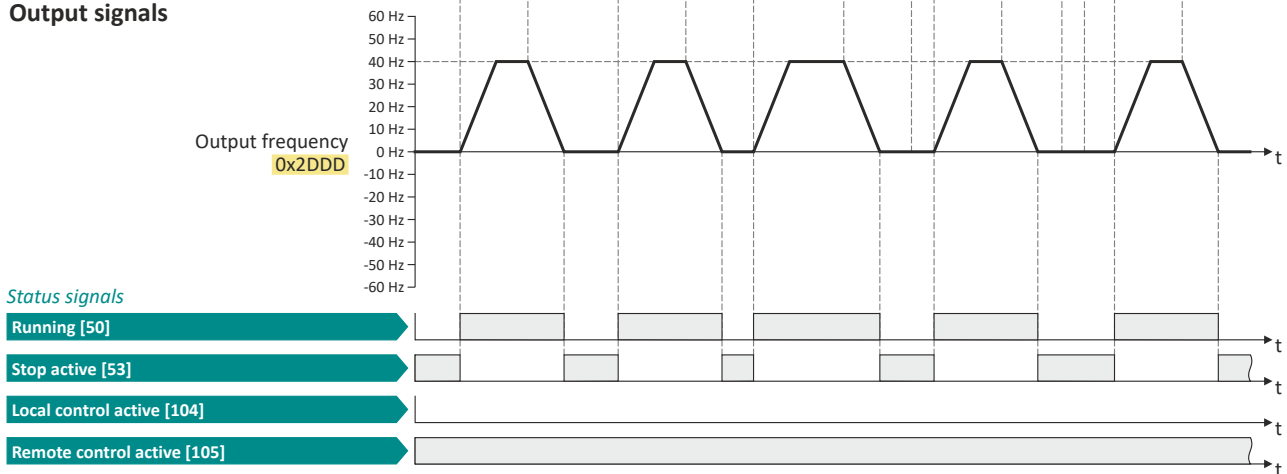 Output signals
60 Hz
50 Hz
40 Hz
30 Hz
20 Hz
10 Hz
Output frequency
0 Hz
t
0x2DDD
-10 Hz
-20 Hz
-30 Hz
-40 Hz
-50 Hz
-60 Hz
Status signals
Running [50]
t
Stop active [53]
t
Local control active [104]
t
Remote control active [105]
t